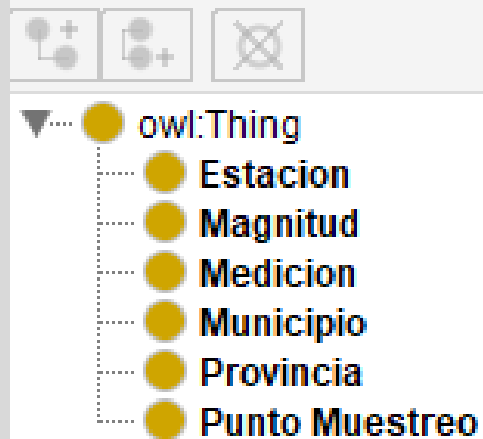 owl:Thing
Estacion
Magnitud
Medicion
Municipio
Provincia
Punto Muestreo